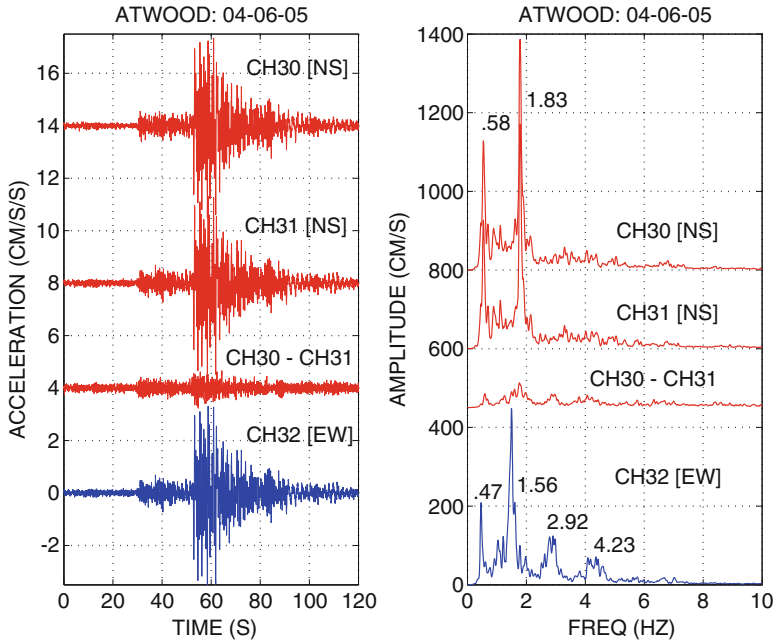 ATWOOD: 04-06-05
ACCELERATION (CM/S/S)
16
14
12
10
8
6
4
2
0
-2
CH30 [NS]
CH31 [NS]
CH30 - CH31
CH32 [EW]
0 20 40 60 80 100 120
TIME (S)
ATWOOD: 04-06-05
AMPLITUDE (CM/S)
1400
1200
1000
800
600
400
200
0
1.83
.58
CH30 [NS]
CH31 [NS]
CH30 - CH31
CH32 [EW]
.47
1.56
2.92
4.23
0 2 4 6 8 10
FREQ (HZ)